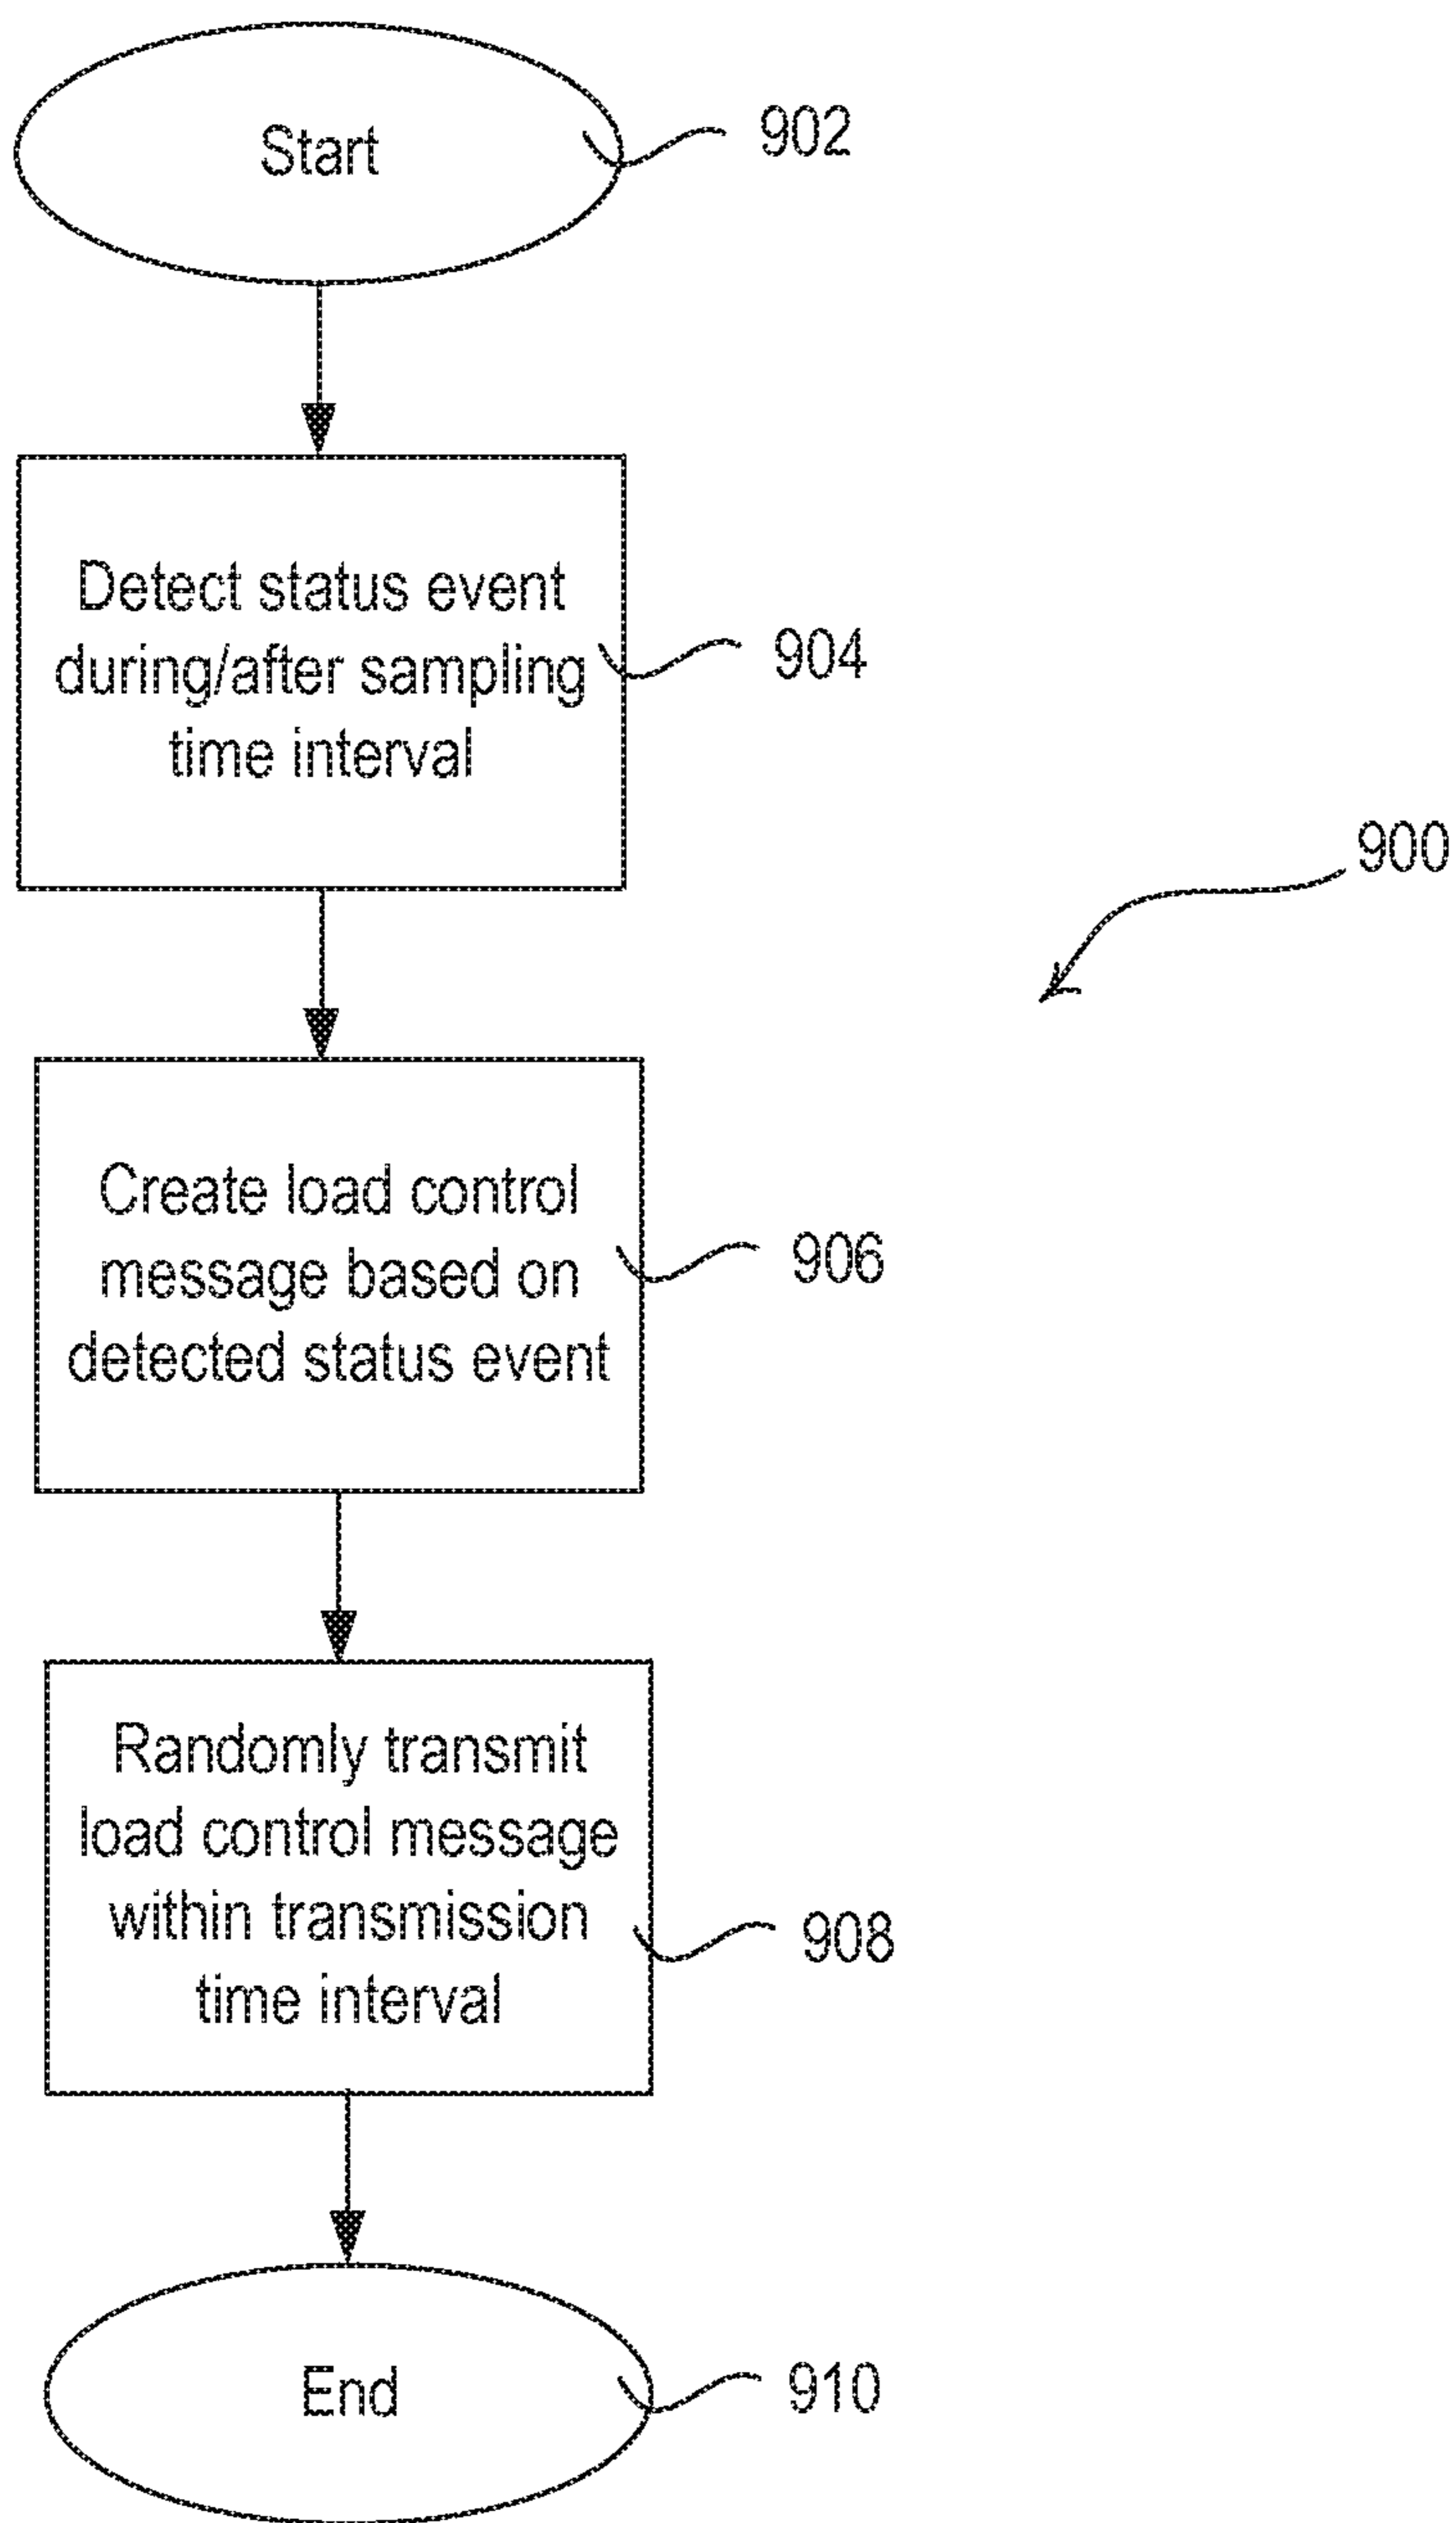 Start
902
Detect status event
during/after sampling
time interval
904
900
Create load control
message based on
detected status event
906
Randomly transmit
load control message
within transmission
time interval
908
End
910